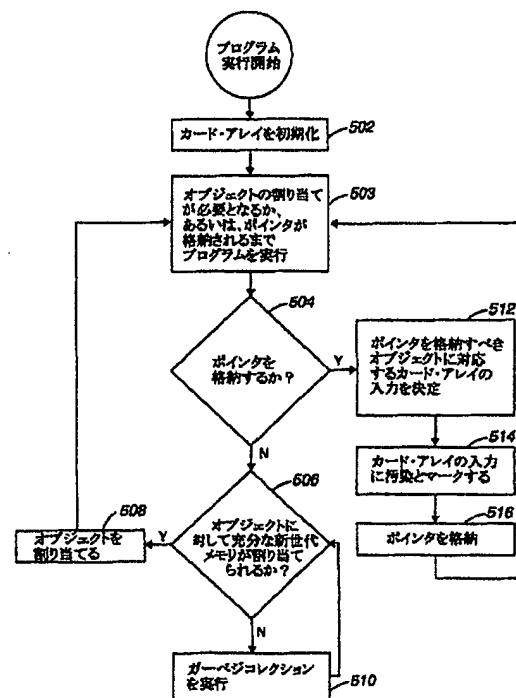 プログラム
実行開始
カード・アレイを初期化
502
503
オブジェクトの割り当て
が必要となるか、
あるいは、ポインタが
格納されるまで
プログラムを実行
504
ポインタを
格納するか？
Y
N
512
ポインタを格納すべき
オブジェクトに対応
するカード・アレイの
入力を決定
514
カード・アレイの入力
に汚染とマークする
516
ポインタを格納
506
オブジェクトに
対して充分な新世代
メモリが割り当て
られるか？
Y
N
508
オブジェクトを
割り当てる
ガーベジコレクション
を実行
510